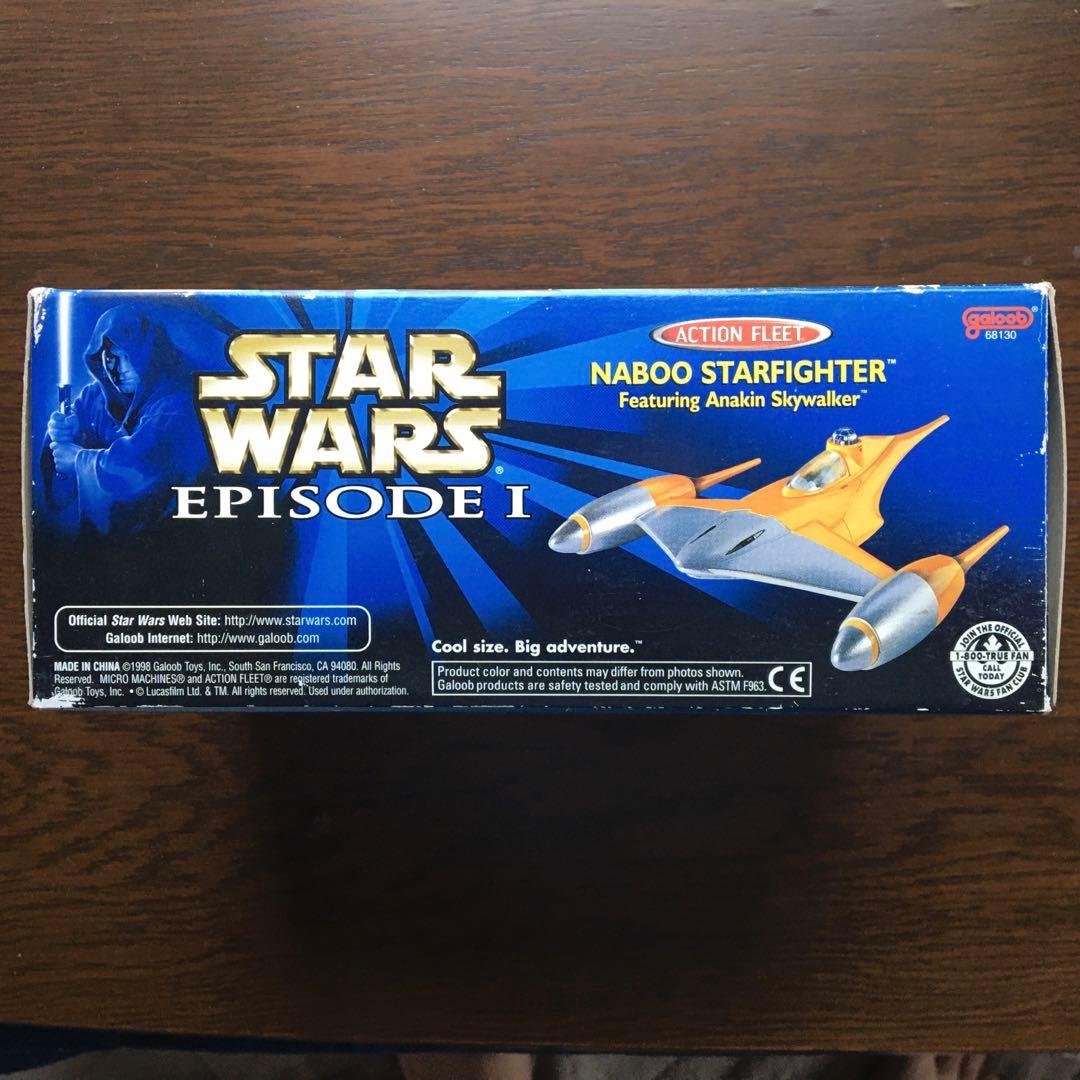 STAR
WARS®
EPISODE I
ACTION FLEET®
NABOO STARFIGHTER™
Featuring Anakin Skywalker™
galoob®
68130
Official Star Wars Web Site: http://www.starwars.com
Galoob Internet: http://www.galoob.com
MADE IN CHINA ©1998 Galoob Toys, Inc., South San Francisco, CA 94080. All Rights
Reserved. MICRO MACHINES® and ACTION FLEET® are registered trademarks of
Galoob Toys, Inc. • © Lucasfilm Ltd. & TM. All rights reserved. Used under authorization.
Cool size. Big adventure.™
Product color and contents may differ from photos shown.
Galoob products are safety tested and comply with ASTM F963.
CE
JOIN THE OFFICIAL
1-800-TRUE FAN
CALL
TODAY
STAR WARS FAN CLUB